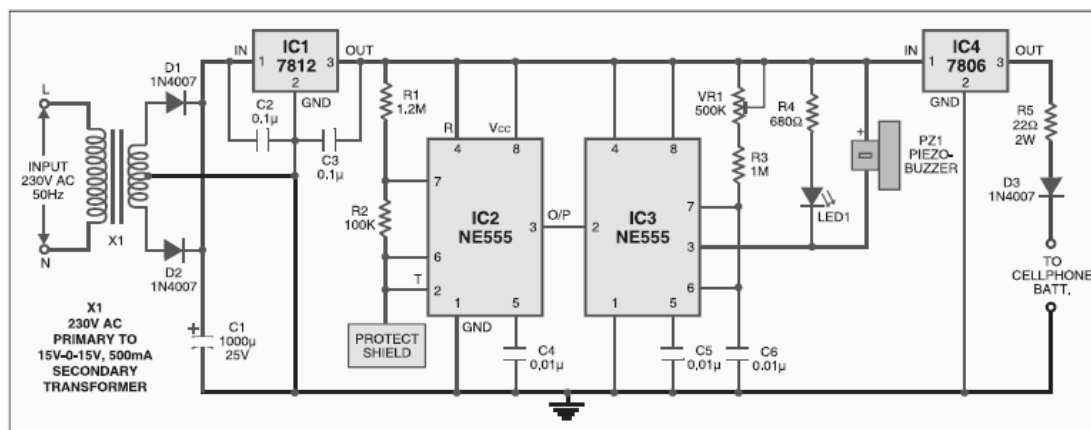 L
INPUT
230V AC
50Hz
N
X1
D1
1N4007
D2
1N4007
X1
230V AC
PRIMARY TO
15V-0-15V, 500mA
SECONDARY
TRANSFORMER
+
C1
1000µ
25V
IN
1
IC1
7812
3
OUT
2
GND
C2
0.1µ
C3
0.1µ
R1
1.2M
R2
100K
T
PROTECT
SHIELD
R
4
Vcc
8
7
6
2
IC2
NE555
3
1
GND
5
C4
0,01µ
O/P
4
8
2
IC3
NE555
7
3
6
1
5
C5
0,01µ
C6
0.01µ
VR1
500K
R3
1M
R4
680Ω
LED1
+
PZ1
PIEZO-
BUZZER
IN
1
IC4
7806
3
OUT
2
GND
R5
22Ω
2W
D3
1N4007
TO
CELLPHONE
BATT.